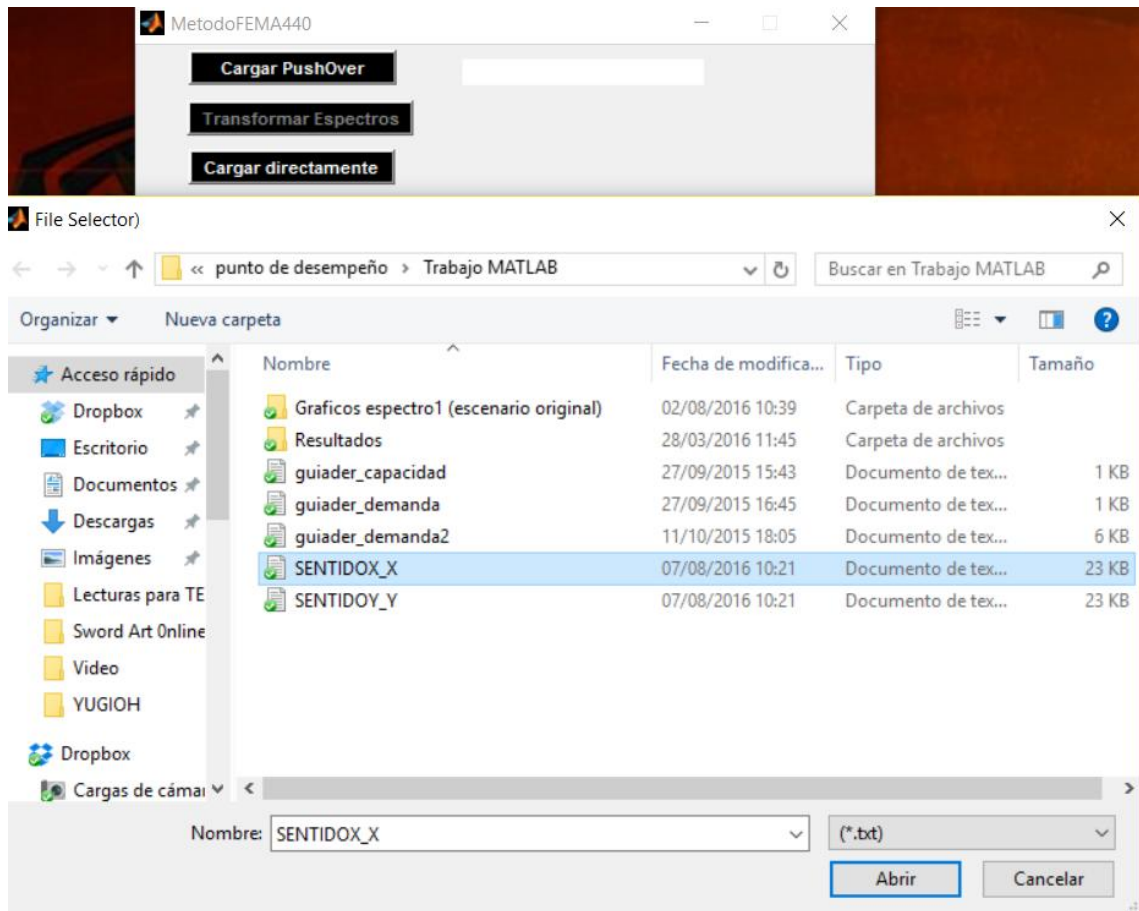 MetodoFEMA440
Cargar PushOver
Transformar Espectros
Cargar directamente
File Selector)
« punto de desempeño › Trabajo MATLAB
Buscar en Trabajo MATLAB
Organizar
Nueva carpeta
?
Nombre Fecha de modifica... Tipo Tamaño
Acceso rápido
Dropbox
Escritorio
Documentos
Descargas
Imágenes
Lecturas para TE
Sword Art 0nline
Video
YUGIOH
Dropbox
Cargas de cámar
Graficos espectro1 (escenario original) 02/08/2016 10:39 Carpeta de archivos
Resultados 28/03/2016 11:45 Carpeta de archivos
guiader_capacidad 27/09/2015 15:43 Documento de tex... 1 KB
guiader_demanda 27/09/2015 16:45 Documento de tex... 1 KB
guiader_demanda2 11/10/2015 18:05 Documento de tex... 6 KB
SENTIDOX_X 07/08/2016 10:21 Documento de tex... 23 KB
SENTIDOY_Y 07/08/2016 10:21 Documento de tex... 23 KB
Nombre: SENTIDOX_X
(*.txt)
Abrir
Cancelar